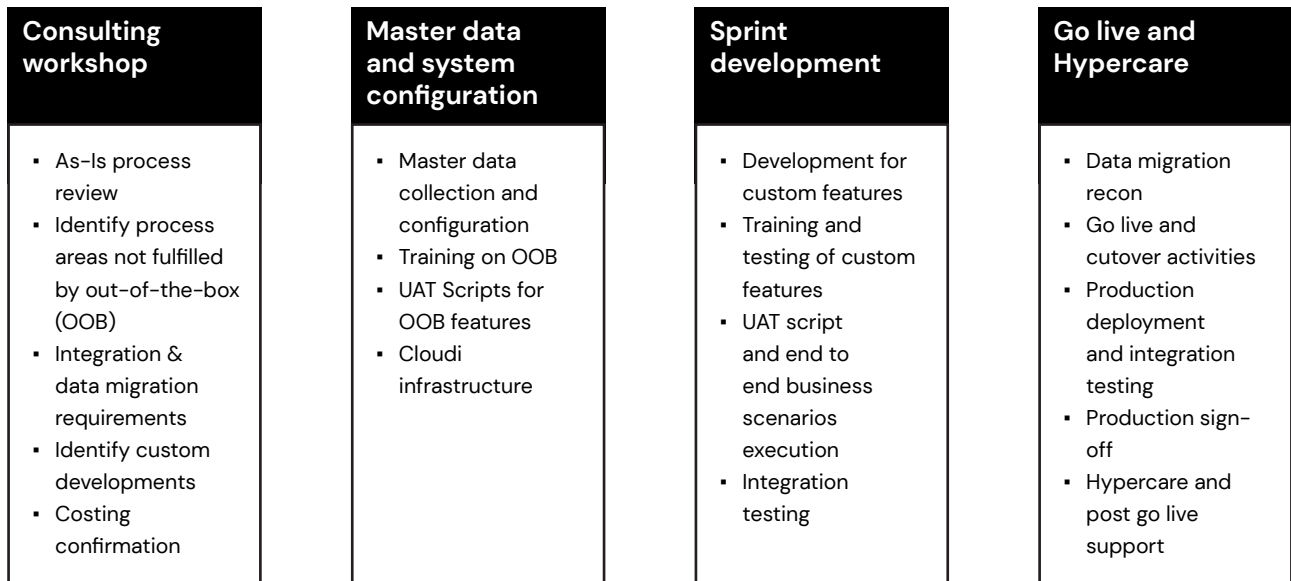 Consulting
workshop
▪ As-Is process
review
▪ Identify process
areas not fulfilled
by out-of-the-box
(OOB)
▪ Integration &
data migration
requirements
▪ Identify custom
developments
▪ Costing
confirmation
Master data
and system
configuration
▪ Master data
collection and
configuration
▪ Training on OOB
▪ UAT Scripts for
OOB features
▪ Cloudi
infrastructure
Sprint
development
▪ Development for
custom features
▪ Training and
testing of custom
features
▪ UAT script
and end to
end business
scenarios
execution
▪ Integration
testing
Go live and
Hypercare
▪ Data migration
recon
▪ Go live and
cutover activities
▪ Production
deployment
and integration
testing
▪ Production sign-
off
▪ Hypercare and
post go live
support